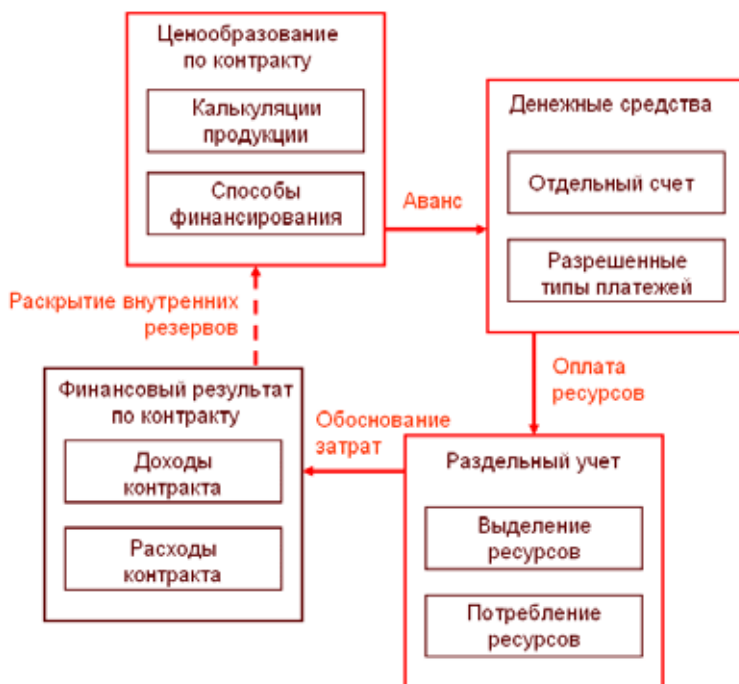 Ценообразование
по контракту
Калькуляции
продукции
Способы
финансирования
Аванс
Денежные средства
Отдельный счет
Разрешенные
типы платежей
Раскрытие внутренних
резервов
Оплата
ресурсов
Финансовый результат
по контракту
Доходы
контракта
Расходы
контракта
Обоснование
затрат
Раздельный учет
Выделение
ресурсов
Потребление
ресурсов